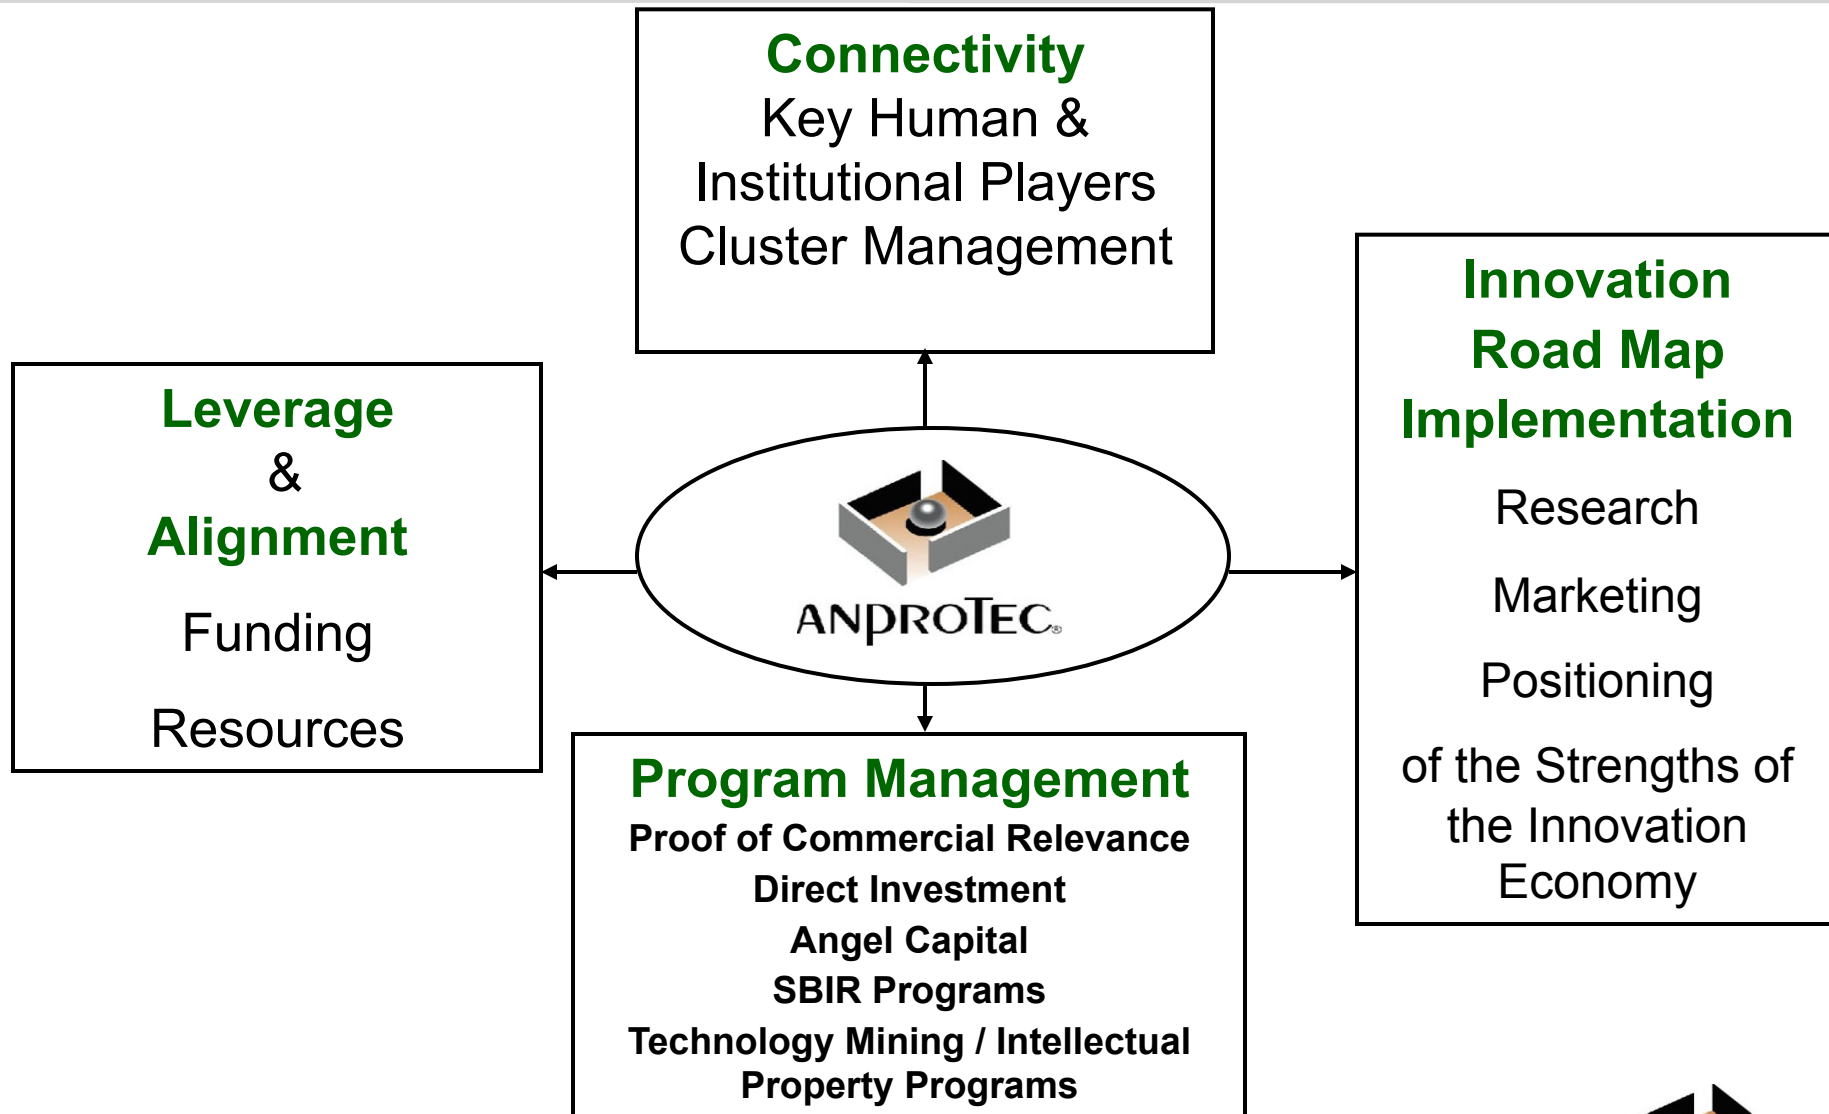 Connectivity
Key Human &
Institutional Players
Cluster Management
Innovation
Road Map
Implementation
Research
Marketing
Positioning
of the Strengths of
the Innovation
Economy
Leverage
&
Alignment
Funding
Resources
ANDROTEC®
Program Management
Proof of Commercial Relevance
Direct Investment
Angel Capital
SBIR Programs
Technology Mining / Intellectual
Property Programs